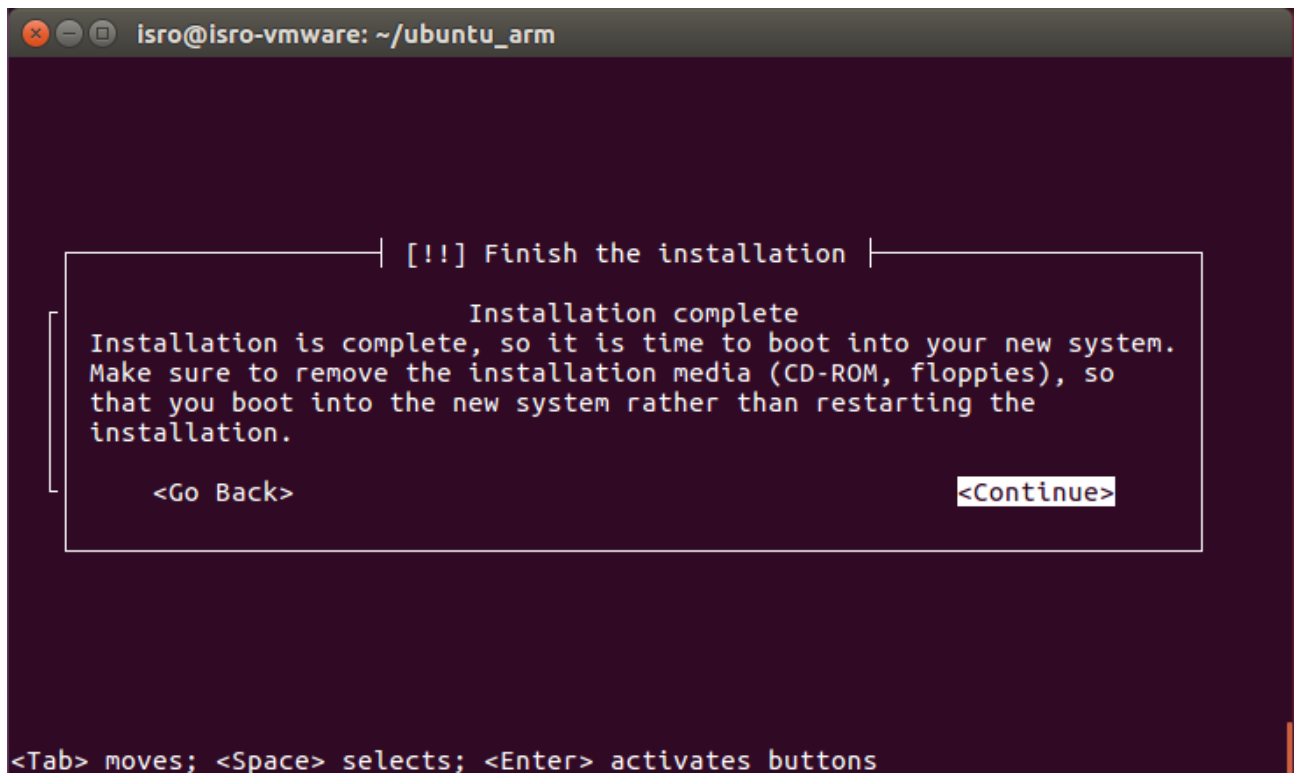 isro@isro-vmware: ~/ubuntu_arm
[!!] Finish the installation
Installation complete
Installation is complete, so it is time to boot into your new system.
Make sure to remove the installation media (CD-ROM, floppies), so
that you boot into the new system rather than restarting the
installation.
<Go Back> <Continue>
<Tab> moves; <Space> selects; <Enter> activates buttons